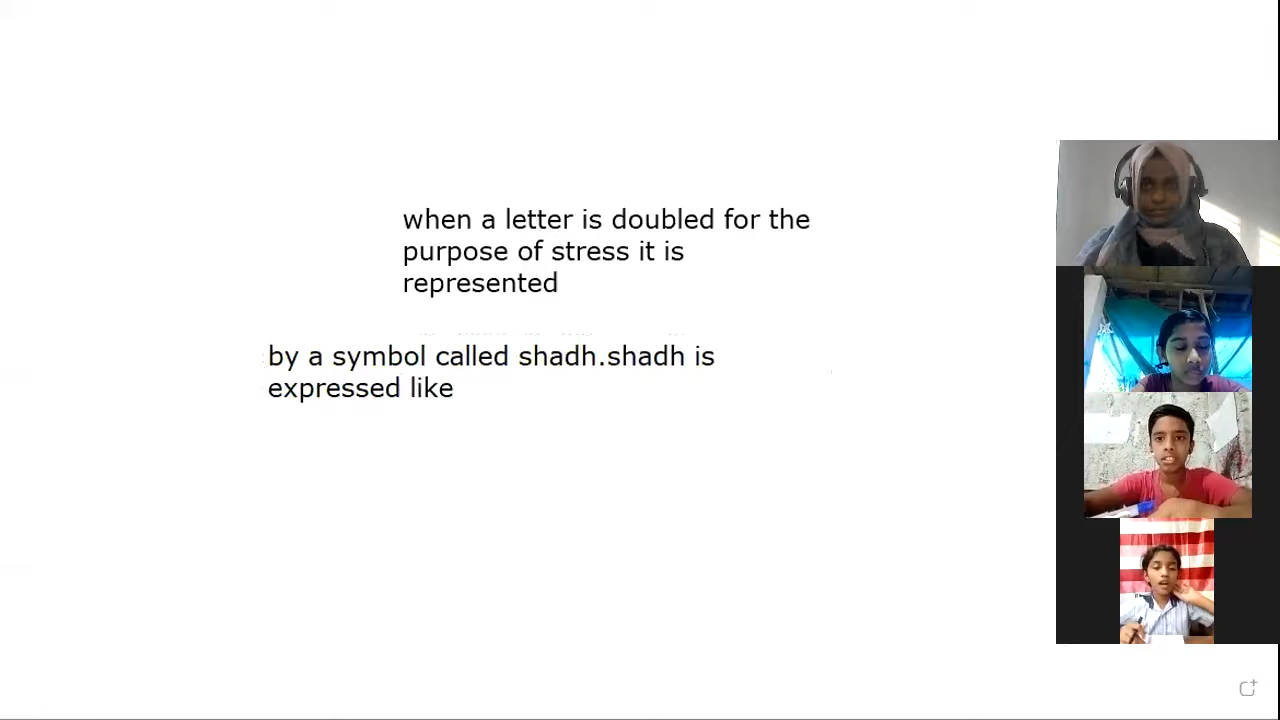 when a letter is doubled for the
purpose of stress it is
represented
by a symbol called shadh.shadh is
expressed like